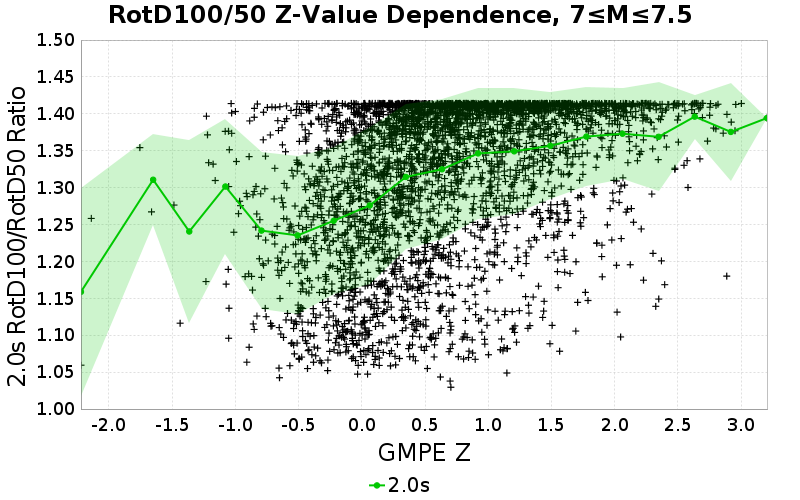 RotD100/50 Z-Value Dependence, 7≤M≤7.5
2.0s RotD100/RotD50 Ratio
1.50
1.45
1.40
1.35
1.30
1.25
1.20
1.15
1.10
1.05
1.00
-2.0 -1.5 -1.0 -0.5 0.0 0.5 1.0 1.5 2.0 2.5 3.0
GMPE Z
2.0s